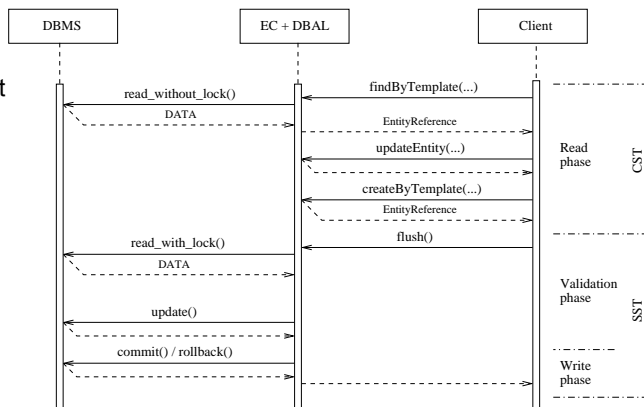 DBMS
EC + DBAL
Client
t
read_without_lock()
findByTemplate(...)
DATA
EntityReference
updateEntity(...)
Read
phase
CST
createByTemplate(...)
EntityReference
read_with_lock()
flush()
DATA
Validation
phase
SST
update()
commit() / rollback()
Write
phase